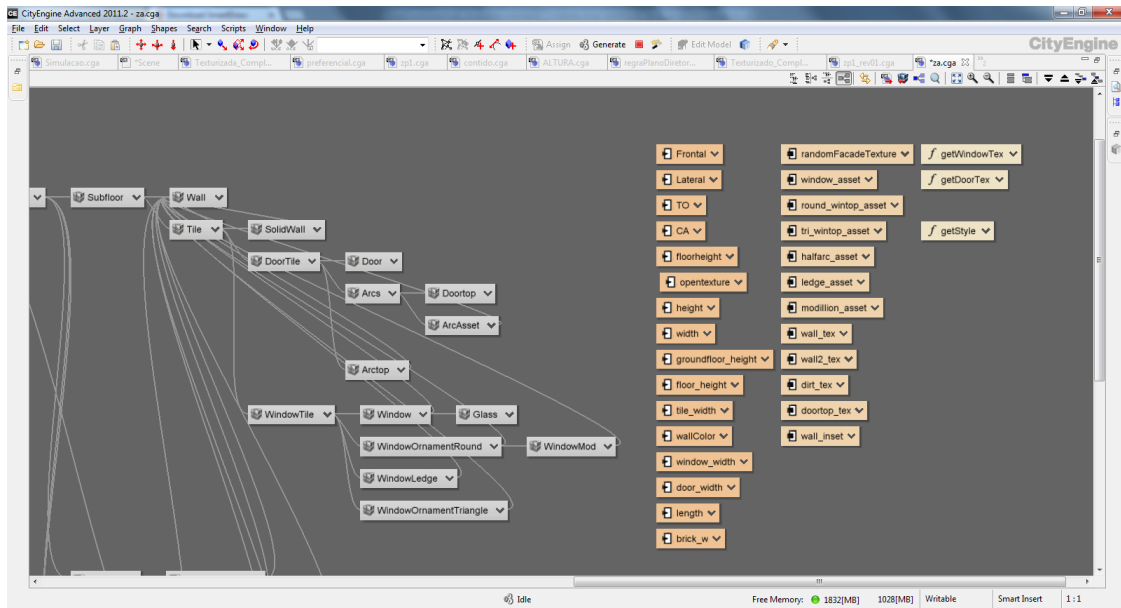 CityEngine Advanced 2011.2 - za.cga
File Edit Select Layer Graph Shapes Search Scripts Window Help
Assign Generate Edit Model
CityEngine
Simulacao.cga *Scene Texturizada_Compl... preferencial.cga zp1.cga contido.cga ALTURA.cga regraPlanoDiretor... Texturizado_Compl... zp1_rev01.cga *za.cga
Frontal randomFacadeTexture getWindowTex
Lateral window_asset getDoorTex
Subfloor Wall TO round_wintop_asset
Tile SolidWall CA tri_wintop_asset getStyle
DoorTile Door floorheight halfarc_asset
opentexture ledge_asset
Arcs Doortop height modillion_asset
ArcAsset width wall_tex
groundfloor_height wall2_tex
Arctop floor_height dirt_tex
WindowTile Window Glass tile_width doortop_tex
WindowOrnamentRound WindowMod wallColor wall_inset
window_width
WindowLedge door_width
WindowOrnamentTriangle length
brick_w
Idle Free Memory: 1832[MB] 1028[MB] Writable Smart Insert 1:1